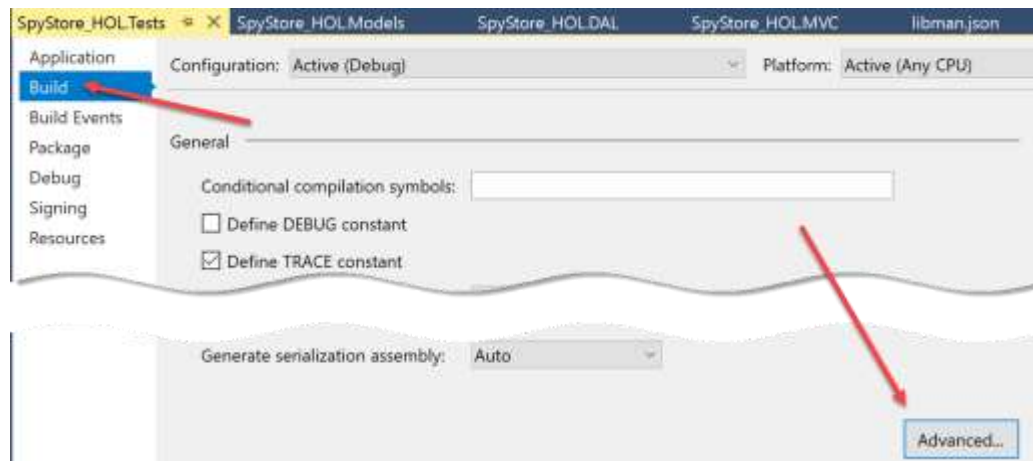 SpyStore_HOL.Tests SpyStore_HOL.Models SpyStore_HOL.DAL SpyStore_HOL.MVC libman.json
Application
Build
Build Events
Package
Debug
Signing
Resources
Configuration: Active (Debug) Platform: Active (Any CPU)
General
Conditional compilation symbols:
Define DEBUG constant
Define TRACE constant
Generate serialization assembly: Auto
Advanced...